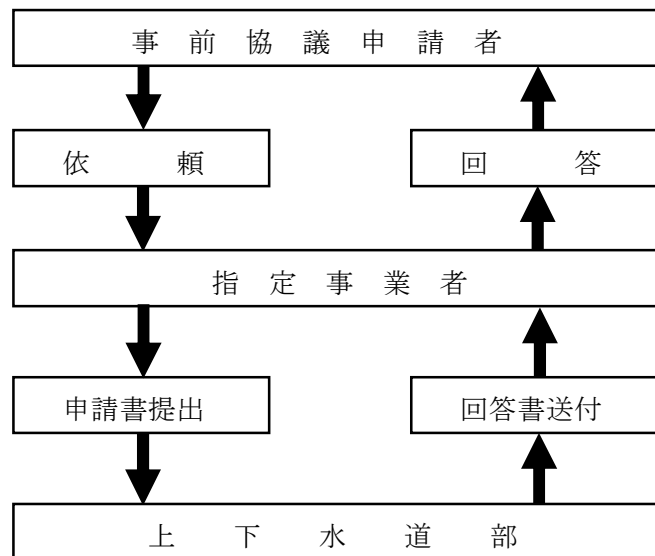 事前協議申請者
依頼
回答
指定事業者
申請書提出
回答書送付
上下水道部